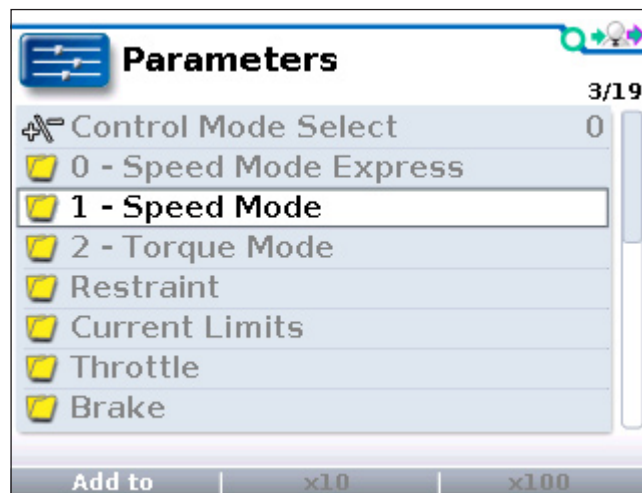 Parameters
3/19
Control Mode Select 0
0 - Speed Mode Express
1 - Speed Mode
2 - Torque Mode
Restraint
Current Limits
Throttle
Brake
Add to | x10 | x100